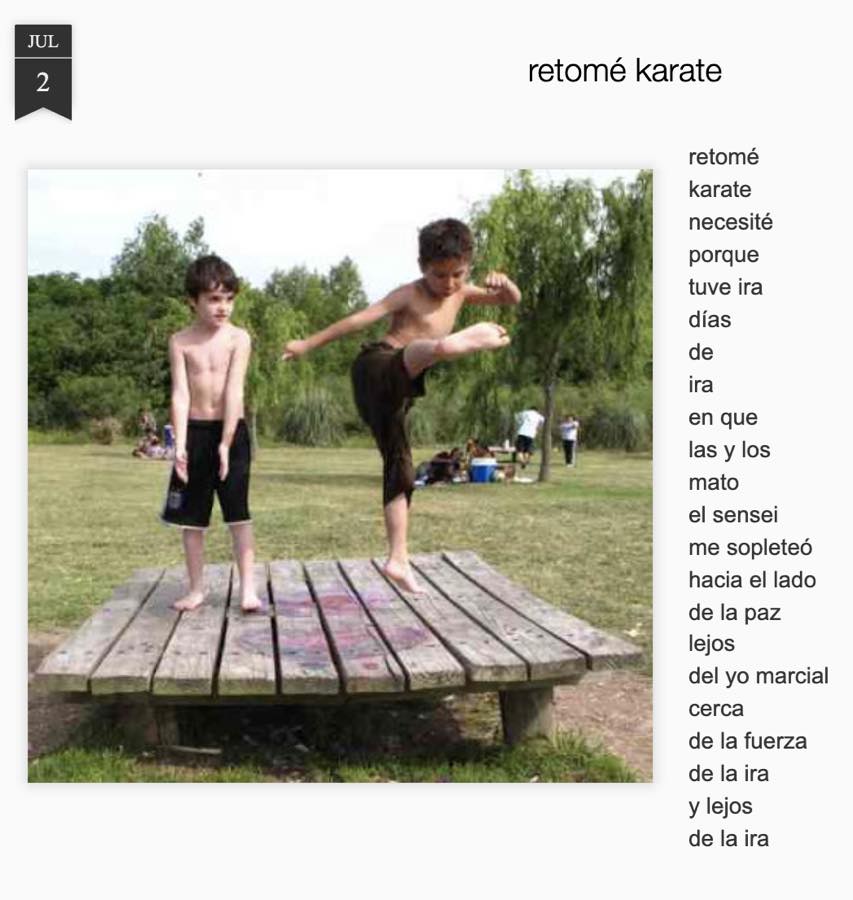 JUL
2
retomé karate
retomé
karate
necesité
porque
tuve ira
días
de
ira
en que
las y los
mato
el sensei
me sopleteó
hacia el lado
de la paz
lejos
del yo marcial
cerca
de la fuerza
de la ira
y lejos
de la ira